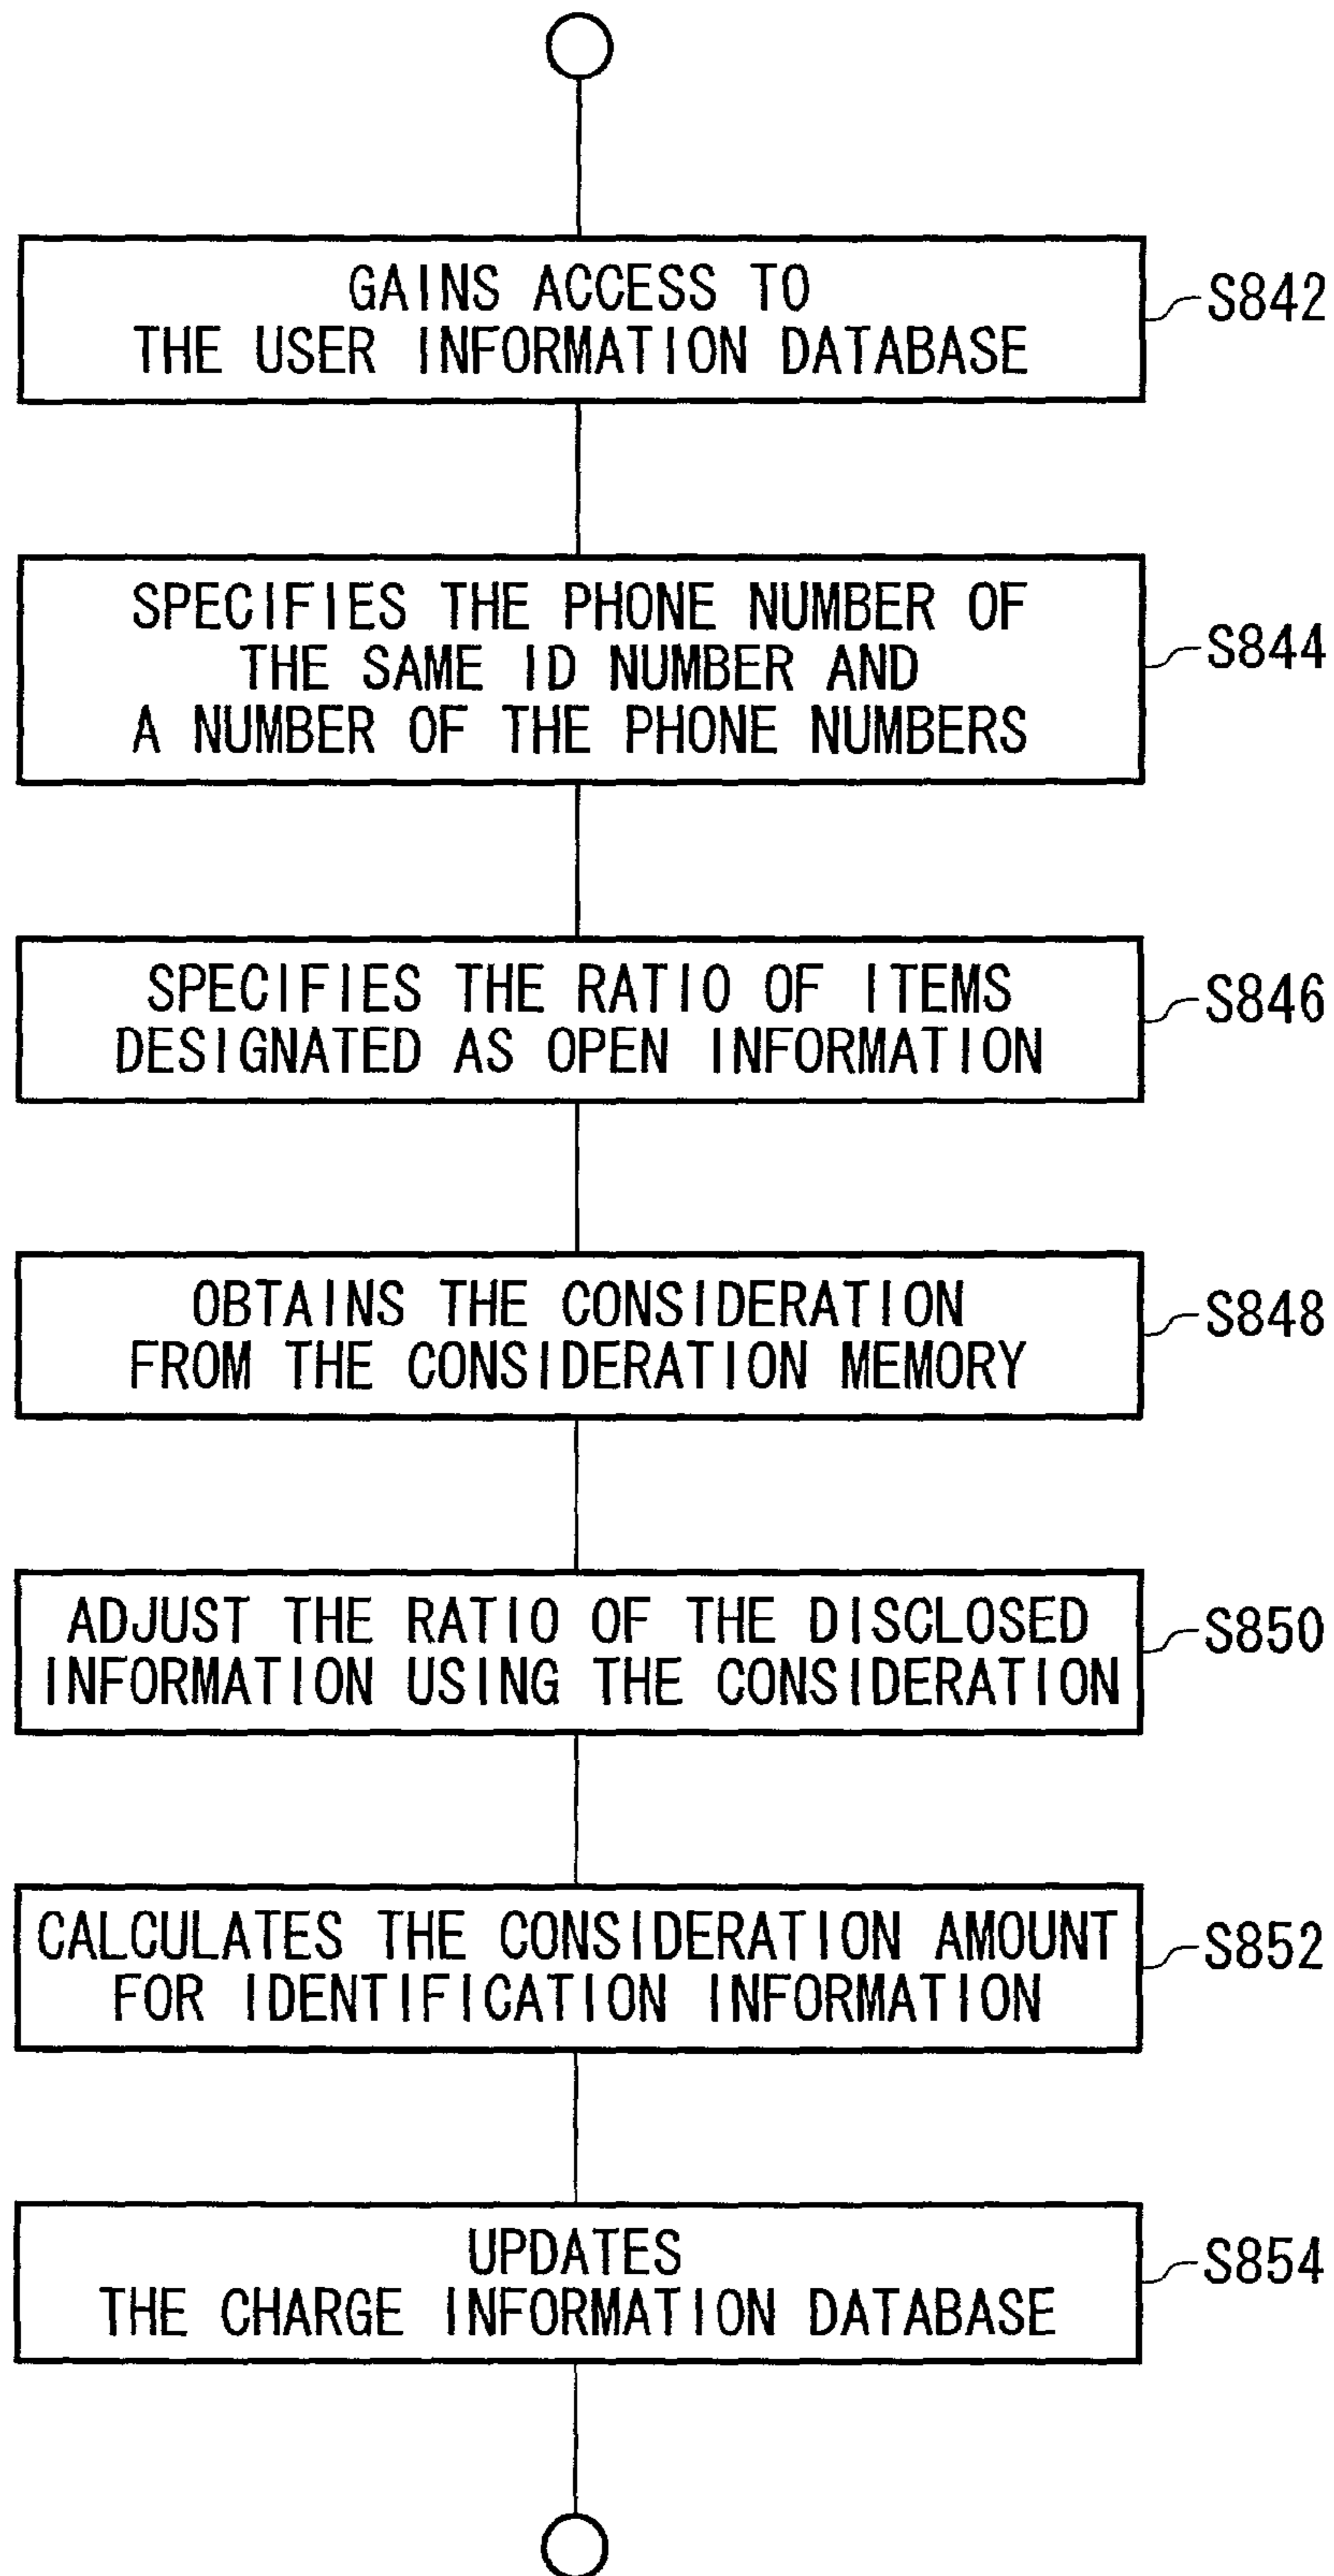 GAINS ACCESS TO
THE USER INFORMATION DATABASE
S842
SPECIFIES THE PHONE NUMBER OF
THE SAME ID NUMBER AND
A NUMBER OF THE PHONE NUMBERS
S844
SPECIFIES THE RATIO OF ITEMS
DESIGNATED AS OPEN INFORMATION
S846
OBTAINS THE CONSIDERATION
FROM THE CONSIDERATION MEMORY
S848
ADJUST THE RATIO OF THE DISCLOSED
INFORMATION USING THE CONSIDERATION
S850
CALCULATES THE CONSIDERATION AMOUNT
FOR IDENTIFICATION INFORMATION
S852
UPDATES
THE CHARGE INFORMATION DATABASE
S854